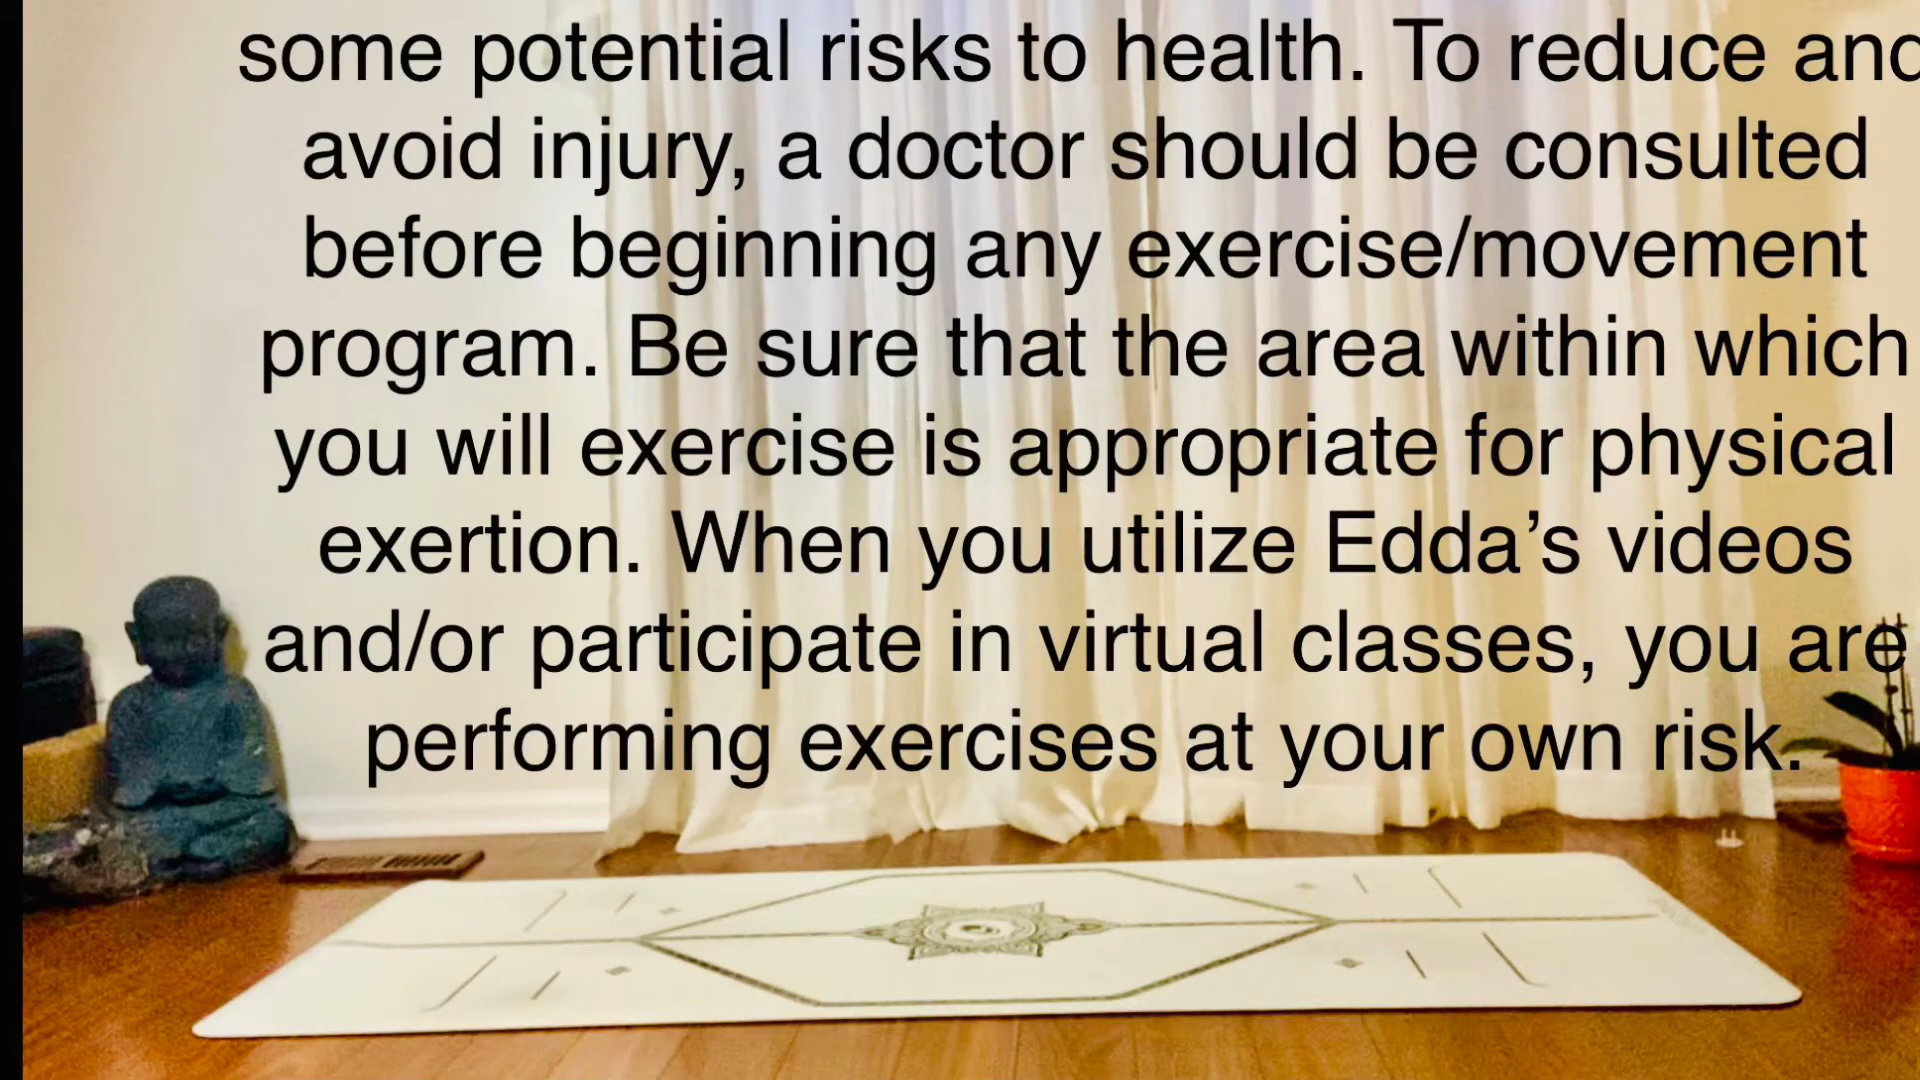 some potential risks to health. To reduce and
avoid injury, a doctor should be consulted
before beginning any exercise/movement
program. Be sure that the area within which
you will exercise is appropriate for physical
exertion. When you utilize Edda’s videos
and/or participate in virtual classes, you are
performing exercises at your own risk.